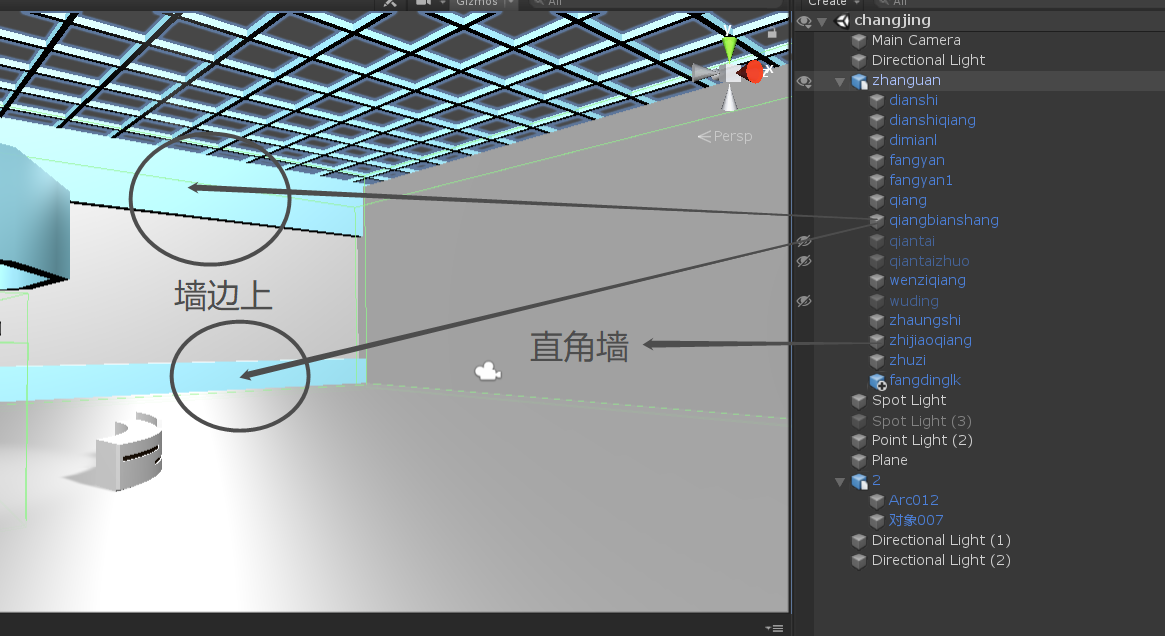 Gizmos
All
Create
All
changjing
Main Camera
Directional Light
zhanguan
dianshi
dianshiqiang
dimianl
fangyan
fangyan1
qiang
qiangbianshang
qiantai
qiantaizhuo
wenziqiang
wuding
zhaungshi
zhijiaoqiang
zhuzi
fangdinglk
Spot Light
Spot Light (3)
Point Light (2)
Plane
2
Arc012
对象007
Directional Light (1)
Directional Light (2)
y
x
z
Persp
墙边上
直角墙